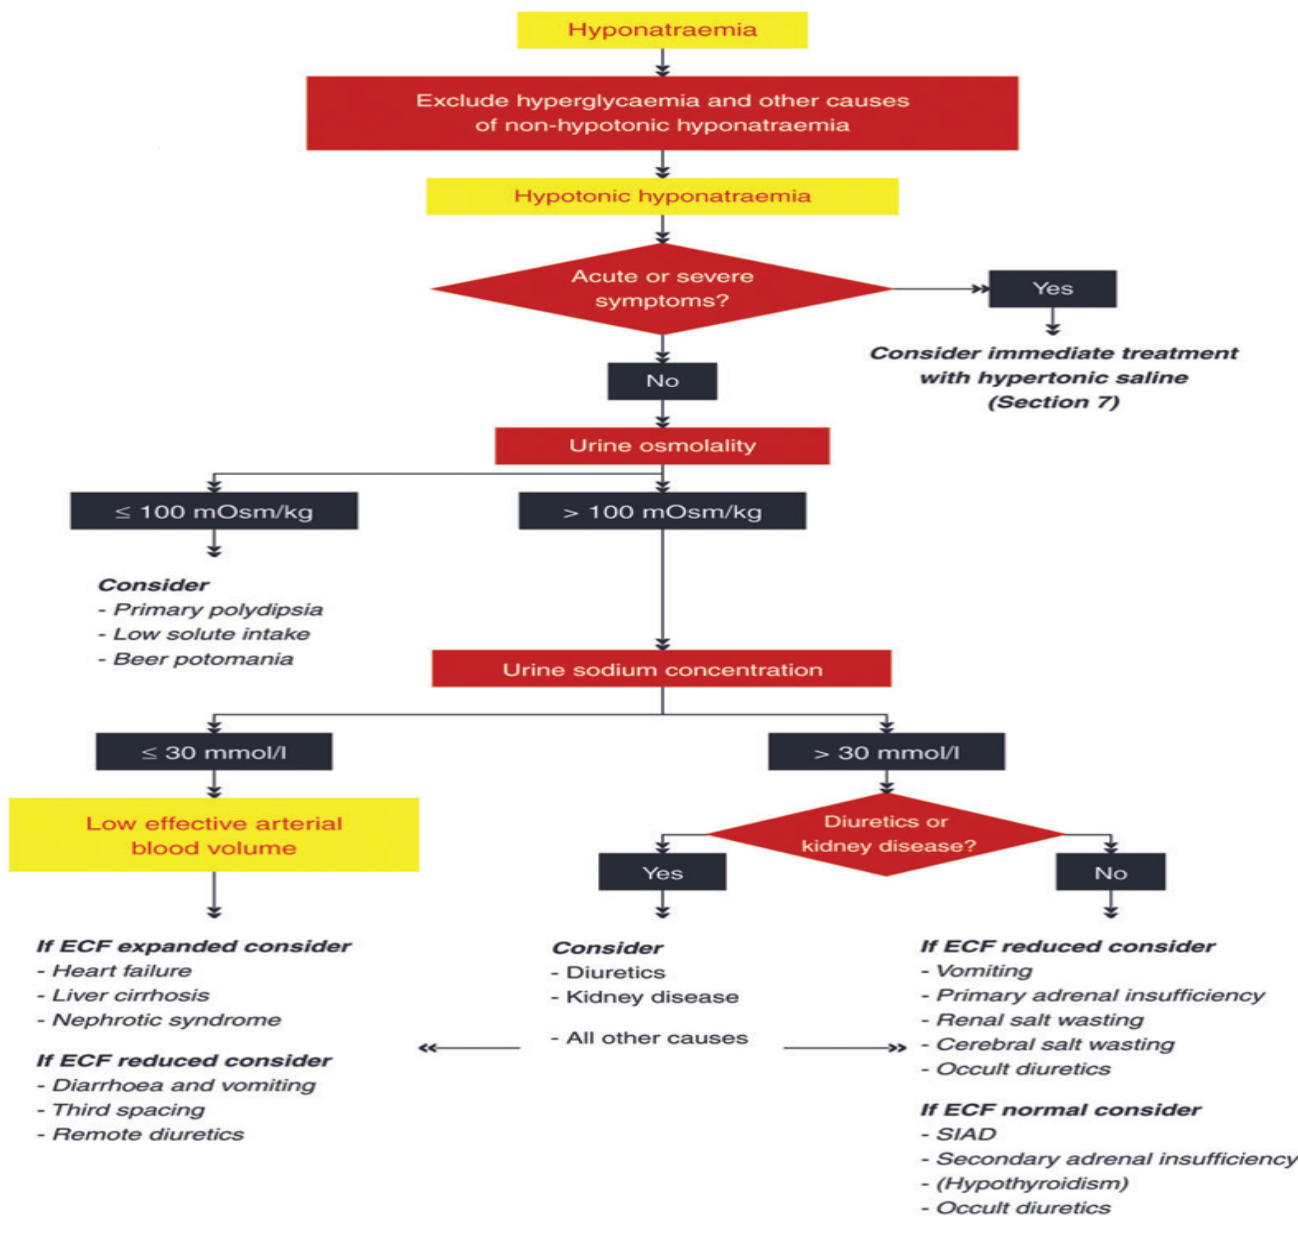 Hyponatraemia
Exclude hyperglycaemia and other causes
of non-hypotonic hyponatraemia
Hypotonic hyponatraemia
Acute or severe
symptoms?
Yes
Consider immediate treatment
with hypertonic saline
(Section 7)
No
Urine osmolality
≤ 100 mOsm/kg
> 100 mOsm/kg
Consider
- Primary polydipsia
- Low solute intake
- Beer potomania
Urine sodium concentration
≤ 30 mmol/l
> 30 mmol/l
Low effective arterial
blood volume
Diuretics or
kidney disease?
Yes
No
If ECF expanded consider
- Heart failure
- Liver cirrhosis
- Nephrotic syndrome
If ECF reduced consider
- Diarrhoea and vomiting
- Third spacing
- Remote diuretics
Consider
- Diuretics
- Kidney disease
- All other causes
If ECF reduced consider
- Vomiting
- Primary adrenal insufficiency
- Renal salt wasting
- Cerebral salt wasting
- Occult diuretics
If ECF normal consider
- SIAD
- Secondary adrenal insufficiency
- (Hypothyroidism)
- Occult diuretics